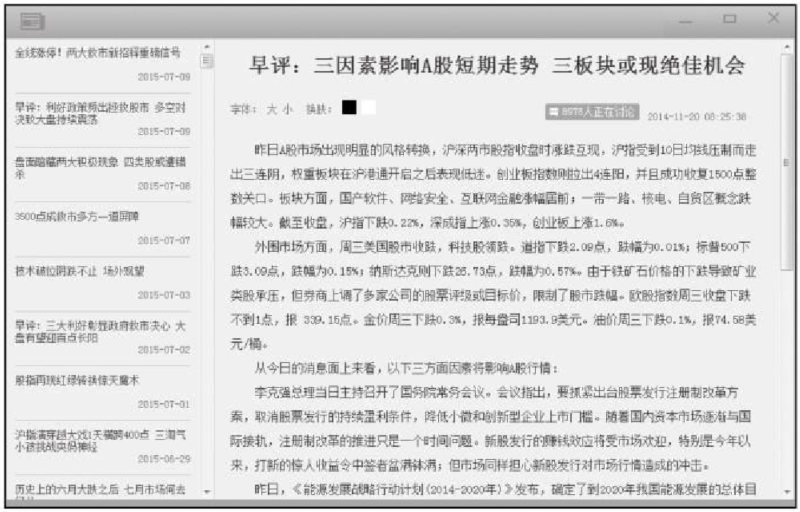 金线涨停！两大救市新招释重磅信号
2015-07-09
早评：利好政策频出拯救股市 多空对
决较大盘持续震荡
2015-07-09
盘面暗藏两大积极现象 四类股或遭错
杀
2015-07-08
3500点成救市多方一道屏障
2015-07-07
技术破位阴跌不止 场外观望
2015-07-03
早评：三大利好彰显政府救市决心 大
盘有望迎百点长阳
2015-07-02
股指再现红绿转换惊天魔术
2015-07-01
沪指演穿越大戏1天横跨400点 三淘气
小孩挑战央妈神经
2015-06-29
历史上的六月大跌之后 七月市场何去
早评：三因素影响A股短期走势 三板块或现绝佳机会
字体： 大 小 换肤：
8978人正在讨论
2014-11-20 08:25:38
昨日A股市场出现明显的风格转换，沪深两市股指收盘时涨跌互现，沪指受到10日均线压制而走
出三连阴，权重板块在沪港通开启之后表现低迷。创业板指数则拉出4连阳，并且成功收复1500点整
数关口。板块方面，国产软件、网络安全、互联网金融涨幅居前；一带一路、核电、自贸区概念跌
幅较大。截至收盘，沪指下跌0.22%，深成指上涨0.35%，创业板上涨1.6%。
外围市场方面，周三美国股市收跌，科技股领跌。道指下跌2.09点，跌幅为0.01%；标普500下
跌3.09点，跌幅为0.15%；纳斯达克则下跌26.73点，跌幅为0.57%。由于铁矿石价格的下跌导致矿业
类股承压，但券商上调了多家公司的股票评级或目标价，限制了股市跌幅。欧股指数周三收盘下跌
不到1点，报 339.15点。金价周三下跌0.3%，报每盎司1193.9美元。油价周三下跌0.1%，报74.58美
元/桶。
从今日的消息面上来看，以下三方面因素将影响A股行情：
李克强总理当日主持召开了国务院常务会议。会议指出，要抓紧出台股票发行注册制改革方
案，取消股票发行的持续盈利条件，降低小微和创新型企业上市门槛。随着国内资本市场逐渐与国
际接轨，注册制改革的推进只是一个时间问题。新股发行的赚钱效应将受市场欢迎，特别是今年以
来，打新的惊人收益令中签者盆满钵满；但市场同样担心新股发行对市场行情造成的冲击。
昨日，《能源发展战略行动计划(2014-2020年)》发布，确定了到2020年我国能源发展的总体目